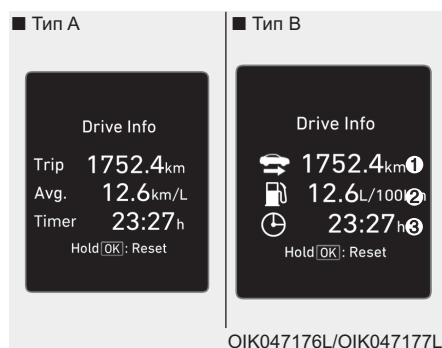 ■ Тип A
Drive Info
Trip 1752.4km
Avg. 12.6km/L
Timer 23:27h
Hold OK : Reset
■ Тип B
Drive Info
1752.4km ❶
12.6L/100km ❷
23:27h ❸
Hold OK : Reset
OIK047176L/OIK047177L